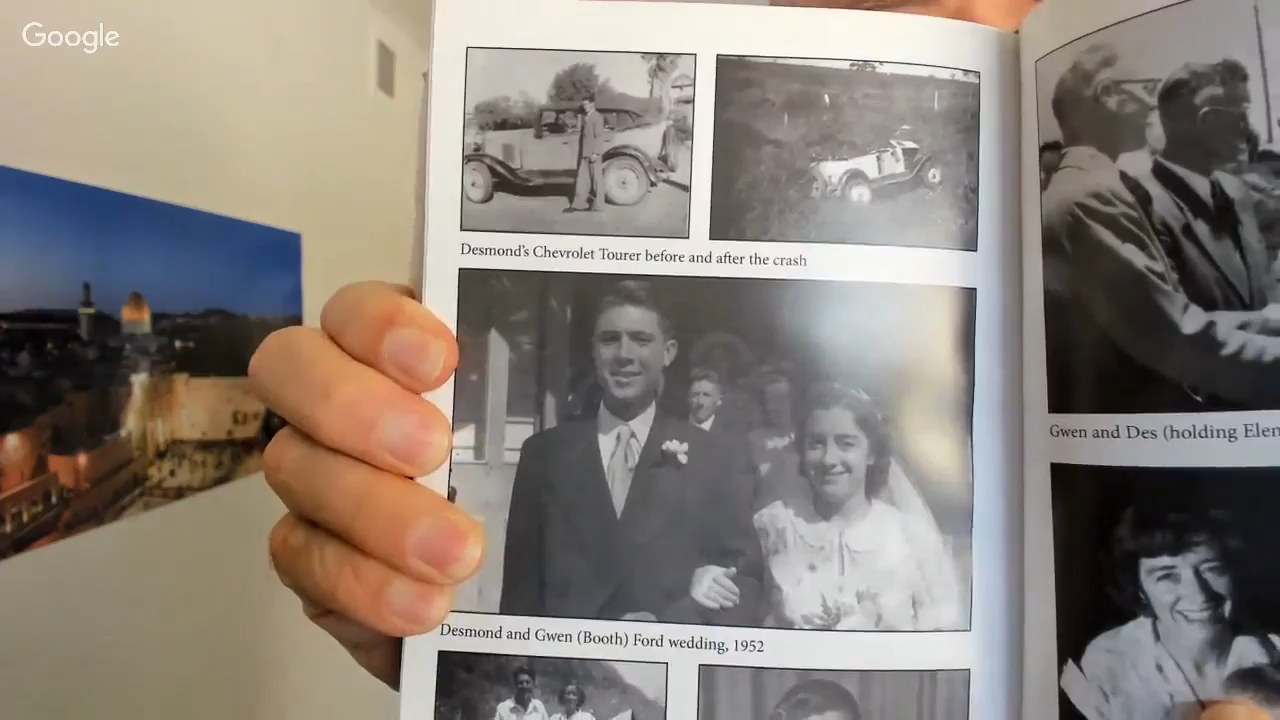 Google
Desmond's Chevrolet Tourer before and after the crash
Desmond and Gwen (Booth) Ford wedding, 1952
Gwen and Des (holding